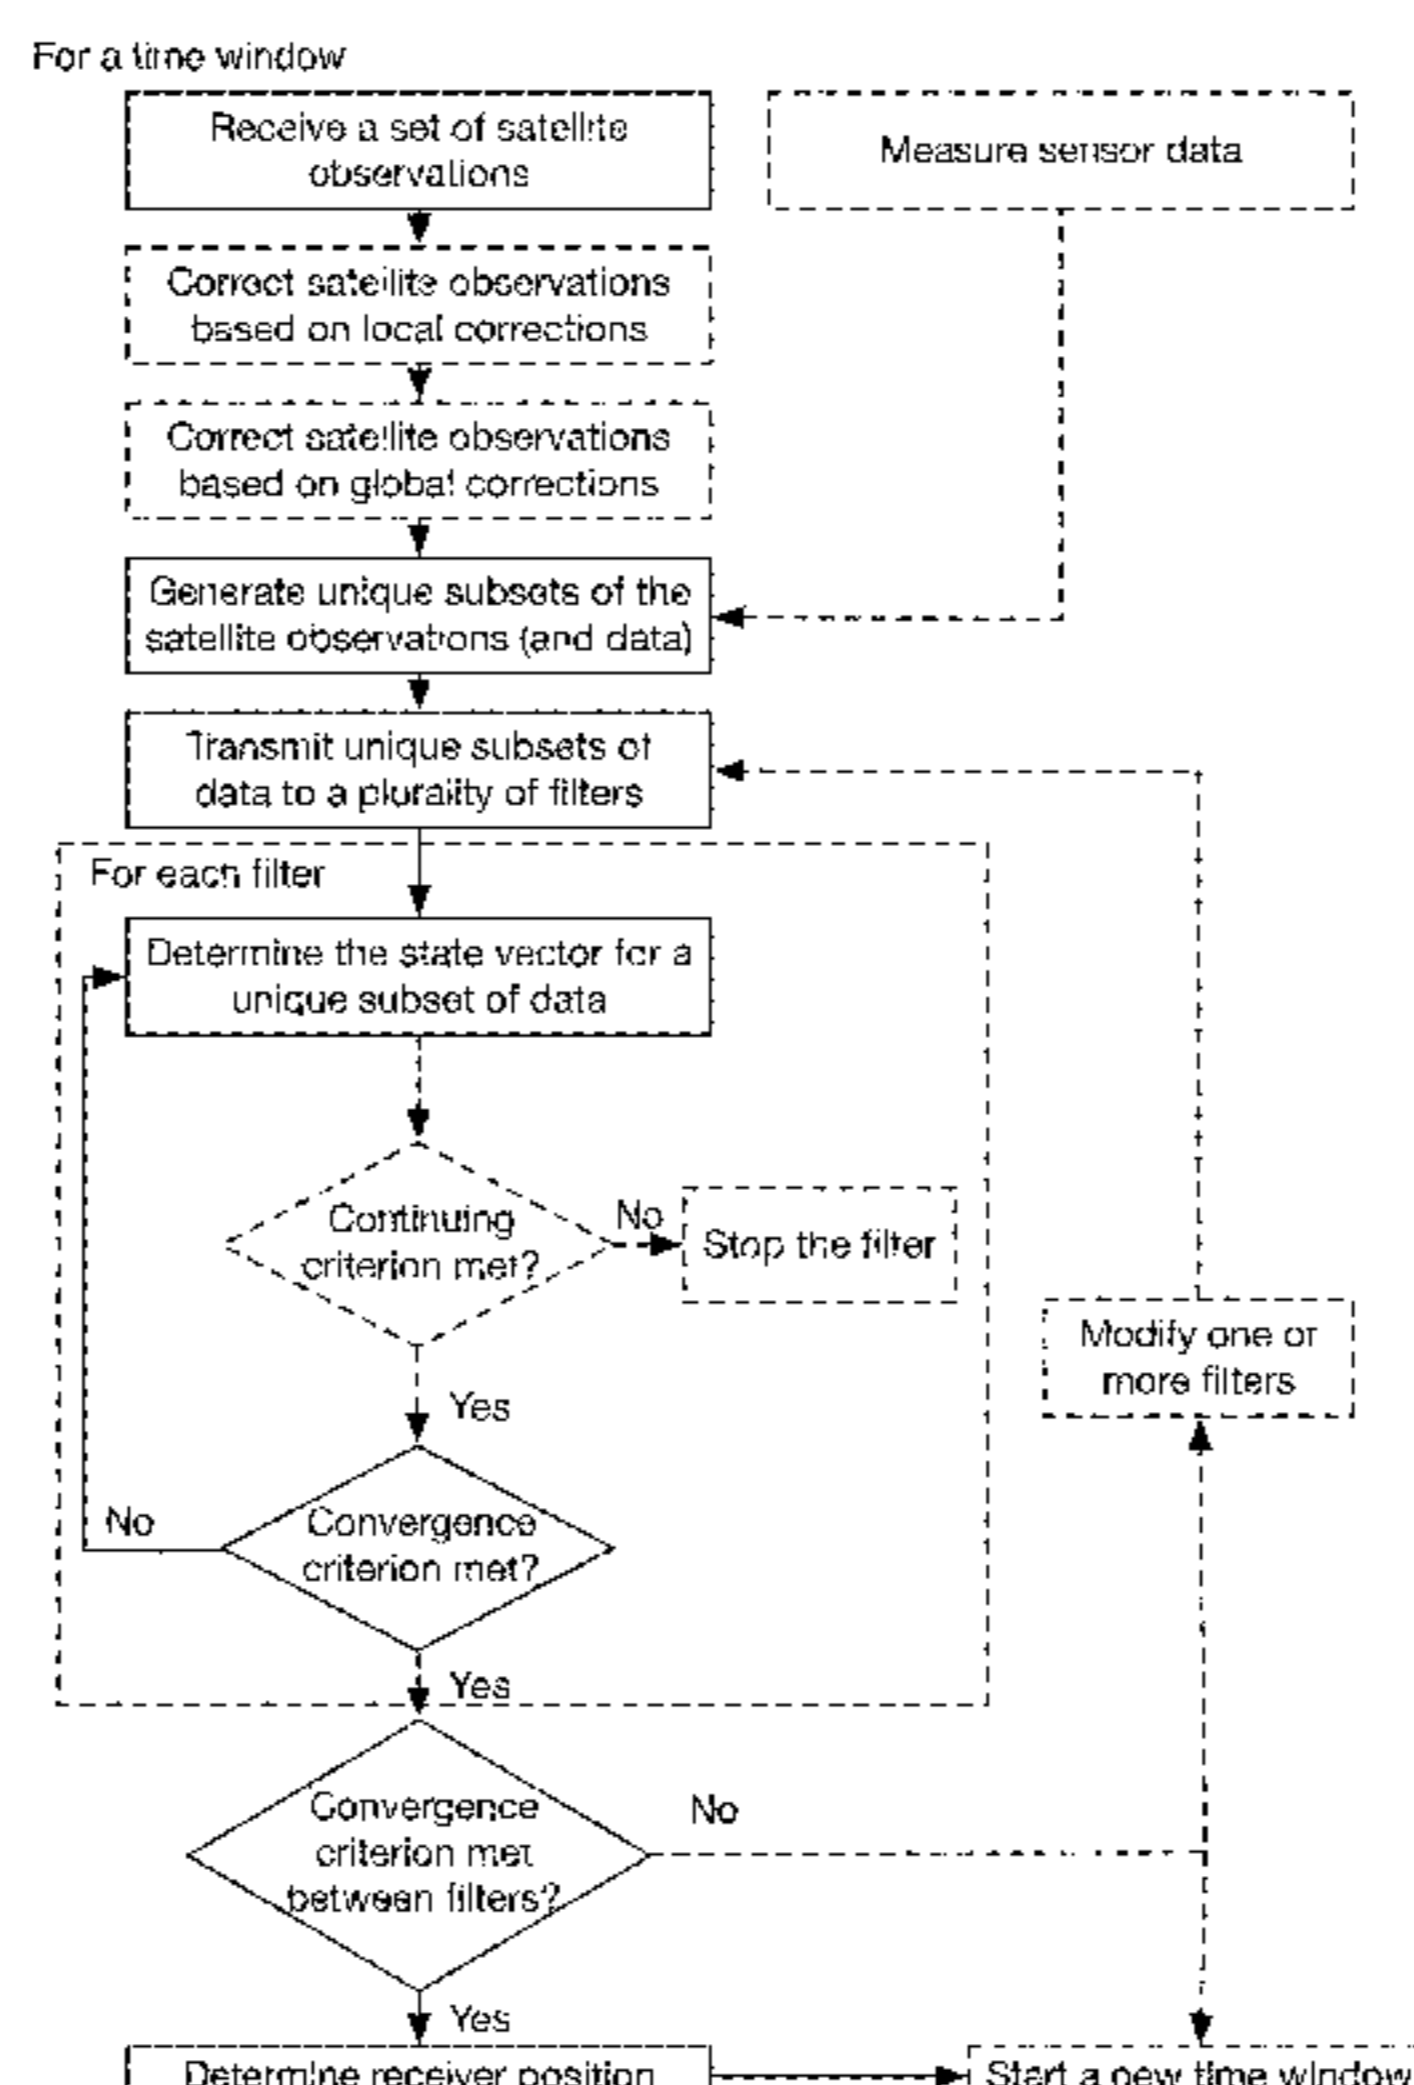 For a time window
Receive a set of satellite
observations
Measure sensor data
Correct satellite observations
based on local corrections
Correct satellite observations
based on global corrections
Generate unique subsets of the
satellite observations (and data)
Transmit unique subsets of
data to a plurality of filters
For each filter
Determine the state vector for a
unique subset of data
Continuing
criterion met?
No
Stop the filter
Modify one or
more filters
Yes
Convergence
criterion met?
No
Yes
Convergence
criterion met
between filters?
No
Yes
Determine receiver position
Start a new time window